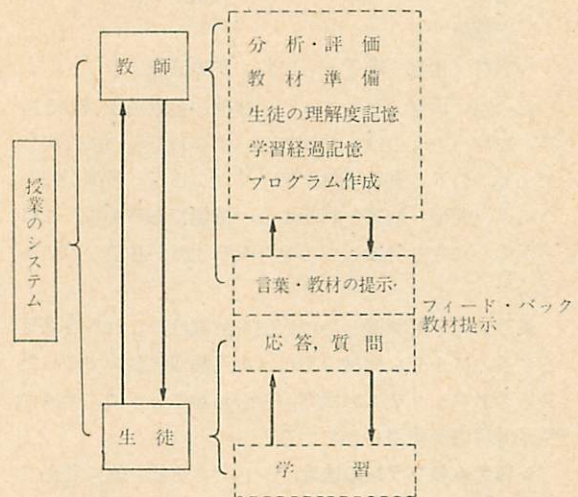 授業のシステム
教師
分析・評価
教材準備
生徒の理解度記憶
学習経過記憶
プログラム作成
言葉・教材の提示
フィード・バック
教材提示
応答，質問
生徒
学習